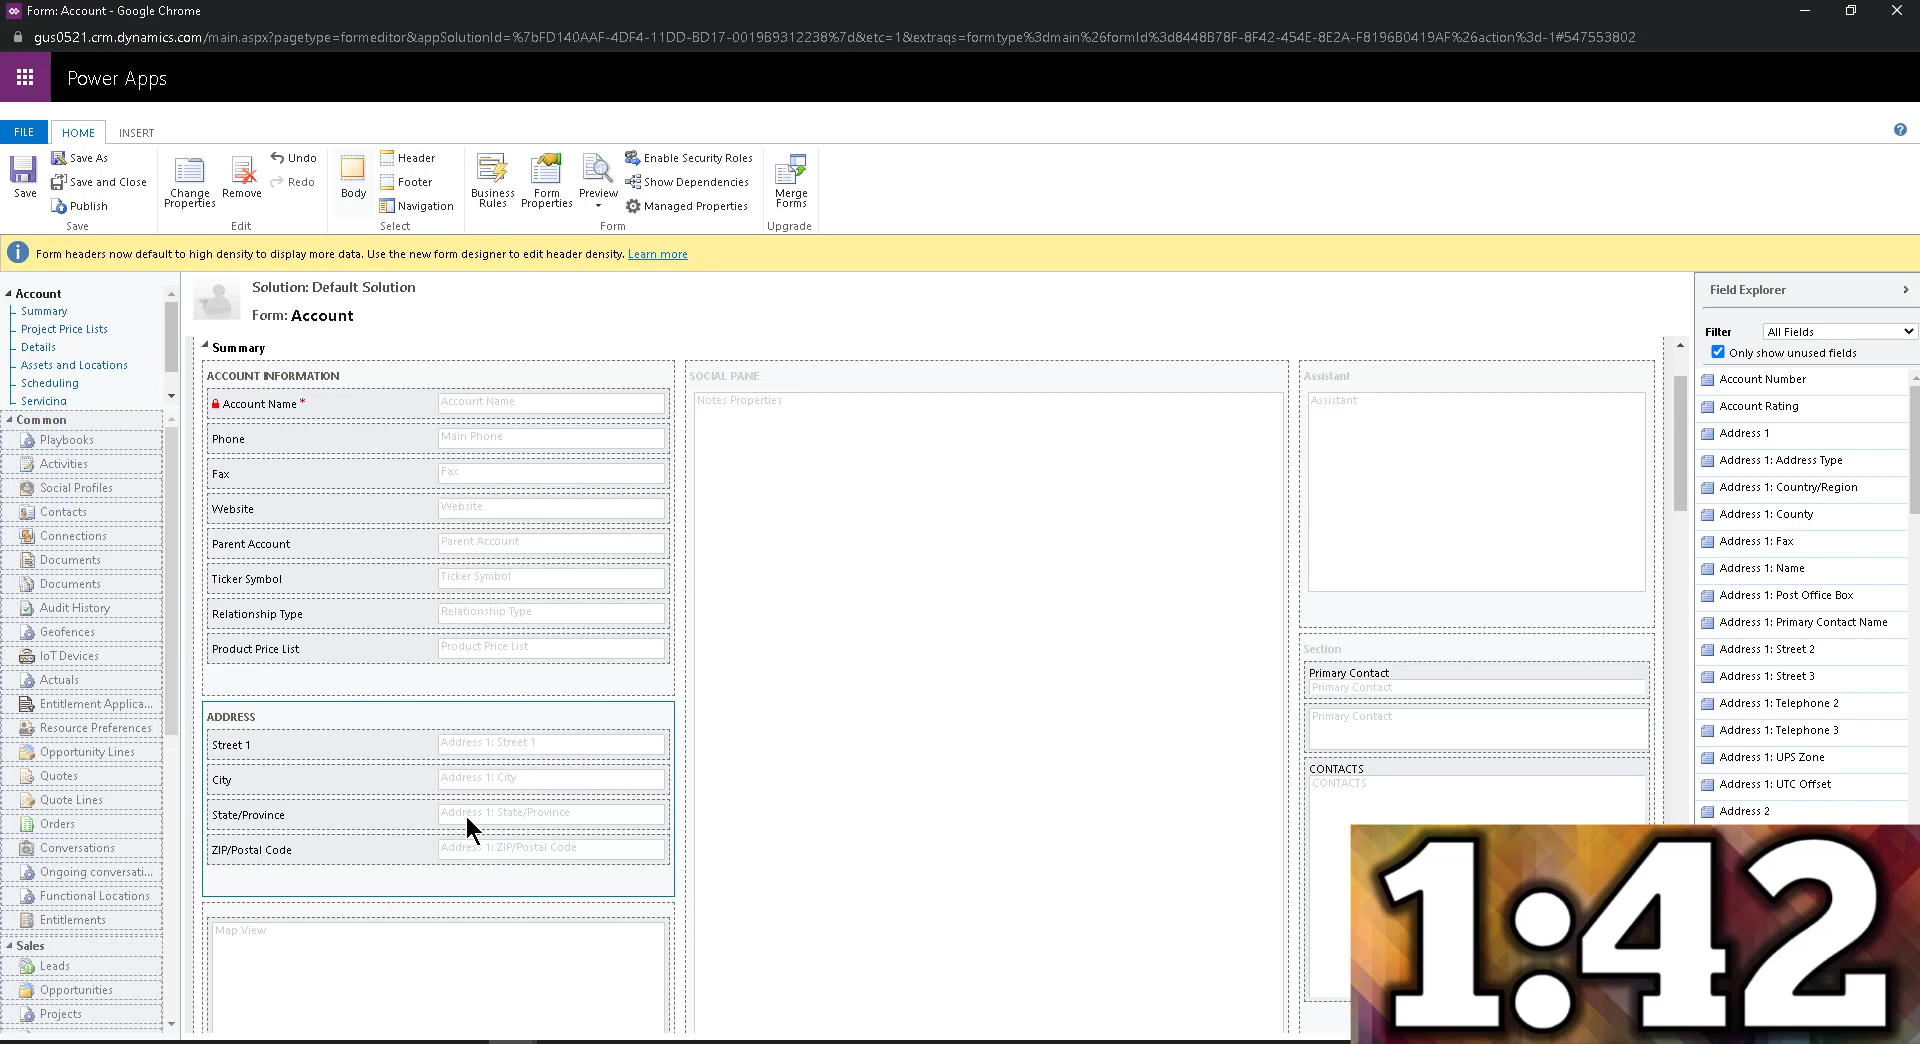 Form: Account - Google Chrome
gus0521.crm.dynamics.com/main.aspx?pagetype=formeditor&appSolutionId=%7bFD140AAF-4DF4-11DD-BD17-0019B9312238%7d&etc=1&extraqs=formtype%3dmain%26formId%3d8448B78F-8F42-454E-8E2A-F8196B0419AF%26action%3d-1#547553802
Power Apps
FILE HOME INSERT
Save
Save As
Save and Close
Publish
Save
Change Properties
Remove
Undo
Redo
Edit
Body
Header
Footer
Navigation
Select
Business Rules
Form Properties
Preview
Enable Security Roles
Show Dependencies
Managed Properties
Form
Merge Forms
Upgrade
Form headers now default to high density to display more data. Use the new form designer to edit header density. Learn more
Account
Summary
Project Price Lists
Details
Assets and Locations
Scheduling
Servicing
Common
Playbooks
Activities
Social Profiles
Contacts
Connections
Documents
Documents
Audit History
Geofences
IoT Devices
Actuals
Entitlement Applica...
Resource Preferences
Opportunity Lines
Quotes
Quote Lines
Orders
Conversations
Ongoing conversati...
Functional Locations
Entitlements
Sales
Leads
Opportunities
Projects
Solution: Default Solution
Form: Account
Summary
ACCOUNT INFORMATION
Account Name * Account Name
Phone Main Phone
Fax Fax
Website Website
Parent Account Parent Account
Ticker Symbol Ticker Symbol
Relationship Type Relationship Type
Product Price List Product Price List
ADDRESS
Street 1 Address 1: Street 1
City Address 1: City
State/Province Address 1: State/Province
ZIP/Postal Code Address 1: ZIP/Postal Code
Map View
SOCIAL PANE
Notes Properties
Assistant
Assistant
Section
Primary Contact
Primary Contact
Primary Contact
CONTACTS
CONTACTS
Field Explorer
Filter All Fields
Only show unused fields
Account Number
Account Rating
Address 1
Address 1: Address Type
Address 1: Country/Region
Address 1: County
Address 1: Fax
Address 1: Name
Address 1: Post Office Box
Address 1: Primary Contact Name
Address 1: Street 2
Address 1: Street 3
Address 1: Telephone 2
Address 1: Telephone 3
Address 1: UPS Zone
Address 1: UTC Offset
Address 2
1:42